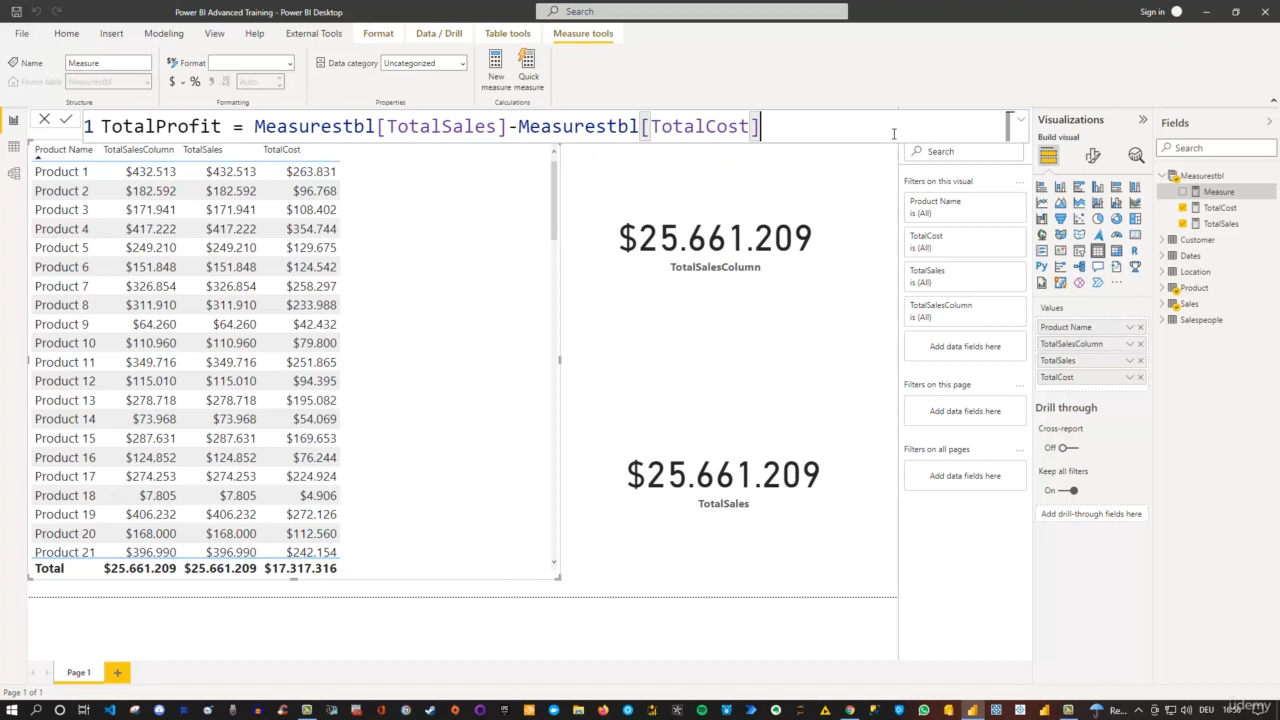 Power BI Advanced Training - Power BI Desktop
Search
Sign in
File Home Insert Modeling View Help External Tools Format Data / Drill Table tools Measure tools
Name Measure
Home table Measurestbl
Structure
Format
$ % Auto
Formatting
Data category Uncategorized
Properties
New measure
Quick measure
Calculations
1 TotalProfit = Measurestbl[TotalSales]-Measurestbl[TotalCost]
Product Name TotalSalesColumn TotalSales TotalCost
Product 1 $432.513 $432.513 $263.831
Product 2 $182.592 $182.592 $96.768
Product 3 $171.941 $171.941 $108.402
Product 4 $417.222 $417.222 $354.744
Product 5 $249.210 $249.210 $129.675
Product 6 $151.848 $151.848 $124.542
Product 7 $326.854 $326.854 $258.297
Product 8 $311.910 $311.910 $233.988
Product 9 $64.260 $64.260 $42.432
Product 10 $110.960 $110.960 $79.800
Product 11 $349.716 $349.716 $251.865
Product 12 $115.010 $115.010 $94.395
Product 13 $278.718 $278.718 $195.082
Product 14 $73.968 $73.968 $54.069
Product 15 $287.631 $287.631 $169.653
Product 16 $124.852 $124.852 $76.244
Product 17 $274.253 $274.253 $224.924
Product 18 $7.805 $7.805 $4.906
Product 19 $406.232 $406.232 $272.126
Product 20 $168.000 $168.000 $112.560
Product 21 $396.990 $396.990 $242.154
Total $25.661.209 $25.661.209 $17.317.316
$25.661.209
TotalSalesColumn
$25.661.209
TotalSales
Search
Filters on this visual ...
Product Name
is (All)
TotalCost
is (All)
TotalSales
is (All)
TotalSalesColumn
is (All)
Add data fields here
Filters on this page ...
Add data fields here
Filters on all pages ...
Add data fields here
Visualizations
Build visual
R
Py
...
Values
Product Name
TotalSalesColumn
TotalSales
TotalCost
Drill through
Cross-report
Off
Keep all filters
On
Add drill-through fields here
Fields
Search
Measurestbl
Measure
TotalCost
TotalSales
Customer
Dates
Location
Product
Sales
Salespeople
Page 1
Page 1 of 1
Re...
DEU
Udemy